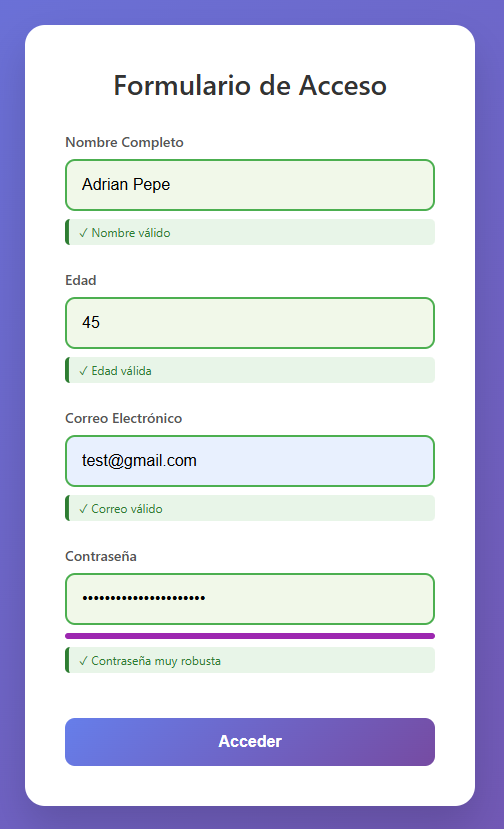 Formulario de Acceso
Nombre Completo
Adrian Pepe
✓ Nombre válido
Edad
45
✓ Edad válida
Correo Electrónico
test@gmail.com
✓ Correo válido
Contraseña
••••••••••••••••••••••
✓ Contraseña muy robusta
Acceder